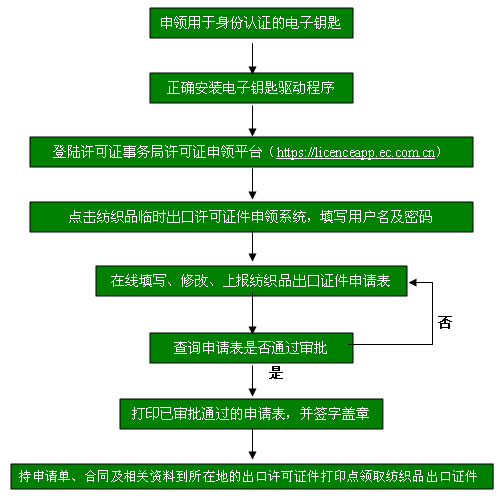 申领用于身份认证的电子钥匙
正确安装电子钥匙驱动程序
登陆许可证事务局许可证申领平台（https://licenceapp.ec.com.cn）
点击纺织品临时出口许可证件申领系统，填写用户名及密码
在线填写、修改、上报纺织品出口证件申请表
否
查询申请表是否通过审批
是
打印已审批通过的申请表，并签字盖章
持申请单、合同及相关资料到所在地的出口许可证件打印点领取纺织品出口证件